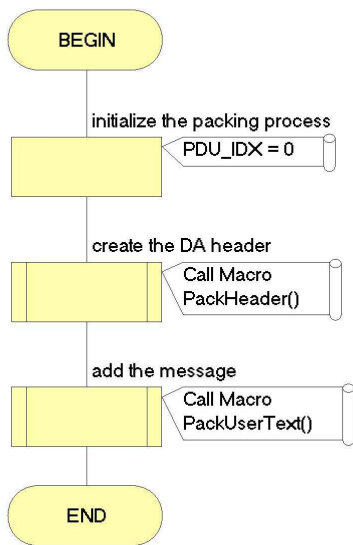 BEGIN
initialize the packing process
PDU_IDX = 0
create the DA header
Call Macro
PackHeader()
add the message
Call Macro
PackUserText()
END